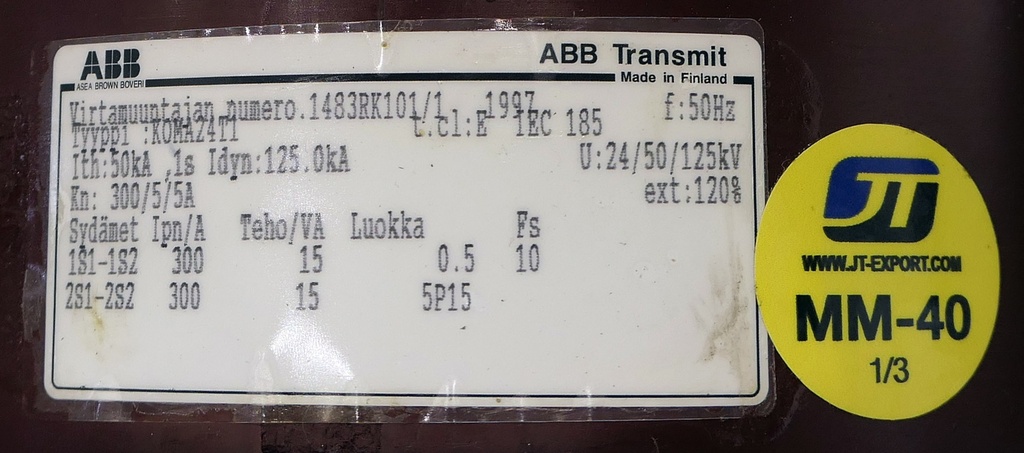 ABB
ASEA BROWN BOVERI
ABB Transmit
Made in Finland
Virtamuuntajan numero.1483RK101/1 1997 f:50Hz
Tyyppi :KOMA24T1 t.cl:E IEC 185
Ith:50kA ,1s Idyn:125.0kA U:24/50/125kV
Kn: 300/5/5A ext:120%
Sydämet Ipn/A Teho/VA Luokka Fs
1S1-1S2 300 15 0.5 10
2S1-2S2 300 15 5P15
JT
WWW.JT-EXPORT.COM
MM-40
1/3